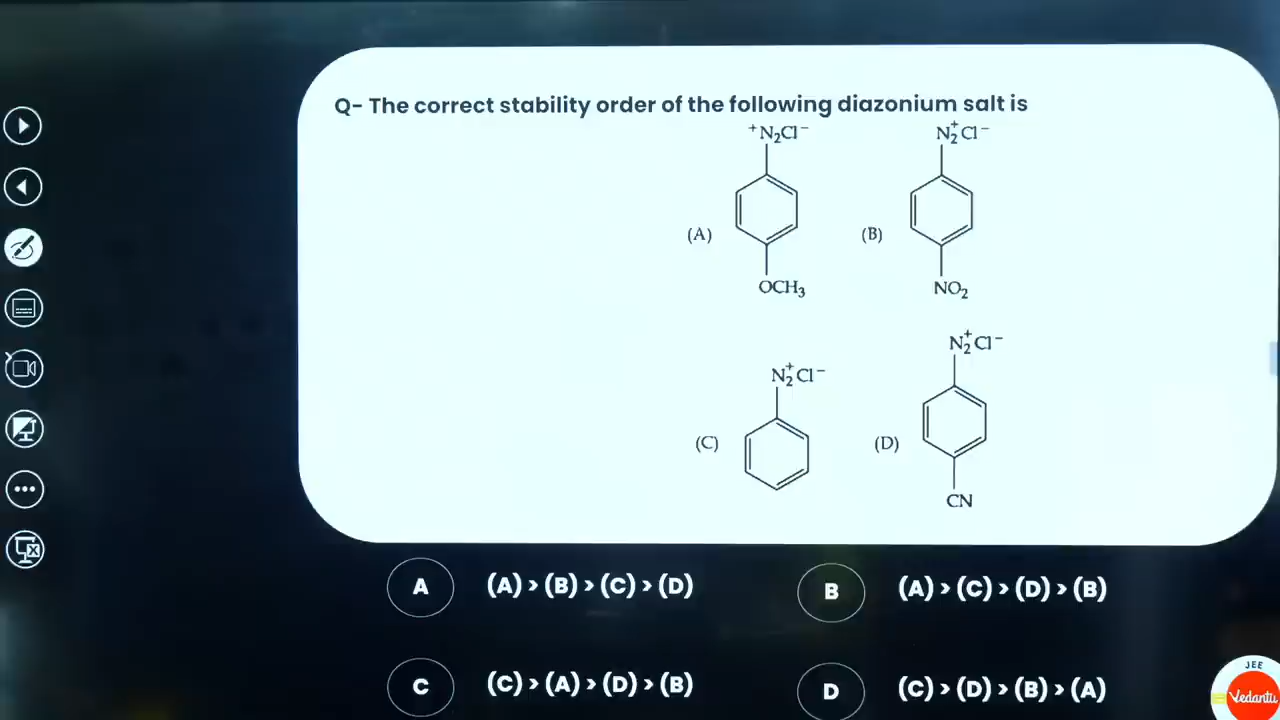 Q- The correct stability order of the following diazonium salt is
⁺N₂Cl⁻
N₂⁺Cl⁻
(A)
(B)
OCH₃
NO₂
N₂⁺Cl⁻
N₂⁺Cl⁻
(C)
(D)
CN
A (A) > (B) > (C) > (D)
B (A) > (C) > (D) > (B)
C (C) > (A) > (D) > (B)
D (C) > (D) > (B) > (A)
JEE
Vedantu